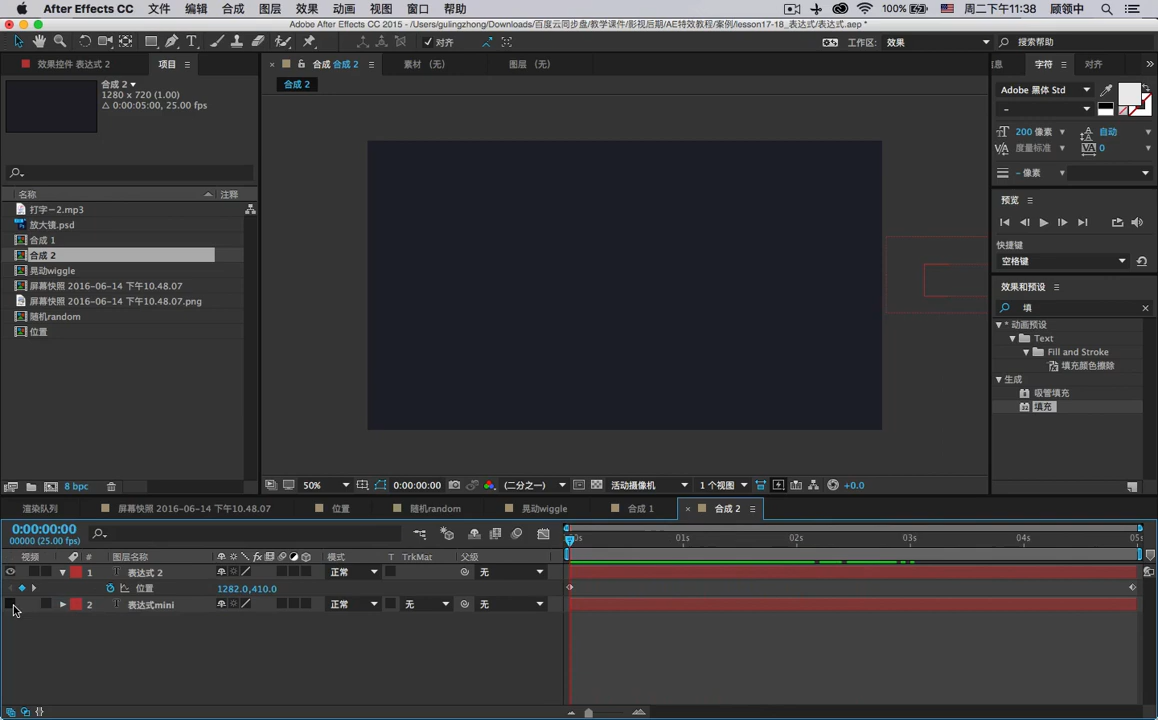 After Effects CC 文件 编辑 合成 图层 效果 动画 视图 窗口 帮助 100% 周二下午11:38 顾领中
Adobe After Effects CC 2015 - /Users/gulingzhong/Downloads/百度云同步盘/教学课件/影视后期/AE特效教程/lesson17-18_表达式/表达式.aep *
对齐 工作区: 效果 搜索帮助
效果控件 表达式 2 项目 合成 合成 2 素材 (无) 图层 (无) 息 字符 对齐
合成 2
合成 2
1280 x 720 (1.00)
Δ 0:00:05:00, 25.00 fps
Adobe 黑体 Std
-
200 像素 自动
度量标准 0
- 像素
名称 注释
打字-2.mp3
放大镜.psd
合成 1
合成 2
晃动wiggle
屏幕快照 2016-06-14 下午10.48.07
屏幕快照 2016-06-14 下午10.48.07.png
随机random
位置
预览
快捷键
空格键
效果和预设
填
* 动画预设
Text
Fill and Stroke
填充颜色擦除
生成
吸管填充
填充
8 bpc
50% 0:00:00:00 (二分之一) 活动摄像机 1 个视图 +0.0
渲染队列 屏幕快照 2016-06-14 下午10.48.07 位置 随机random 晃动wiggle 合成 1 合成 2
0:00:00:00
00000 (25.00 fps)
0s 01s 02s 03s 04s 05s
视频 # 图层名称 fx 模式 T TrkMat 父级
1 T 表达式 2 正常 无
位置 1282.0,410.0
2 T 表达式mini 正常 无 无